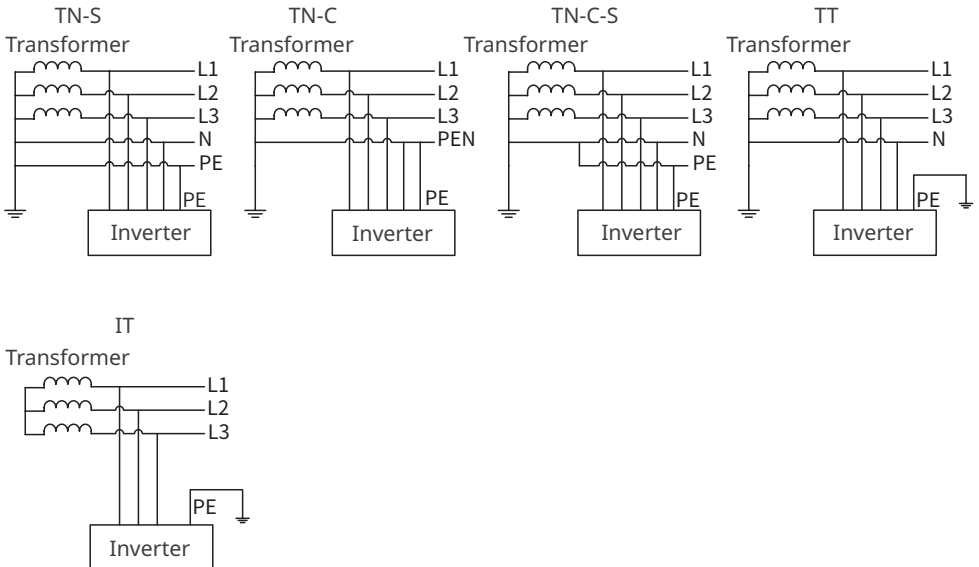 TN-S
Transformer
L1
L2
L3
N
PE
PE
Inverter
TN-C
Transformer
L1
L2
L3
PEN
PE
Inverter
TN-C-S
Transformer
L1
L2
L3
N
PE
PE
Inverter
TT
Transformer
L1
L2
L3
N
PE
Inverter
IT
Transformer
L1
L2
L3
PE
Inverter